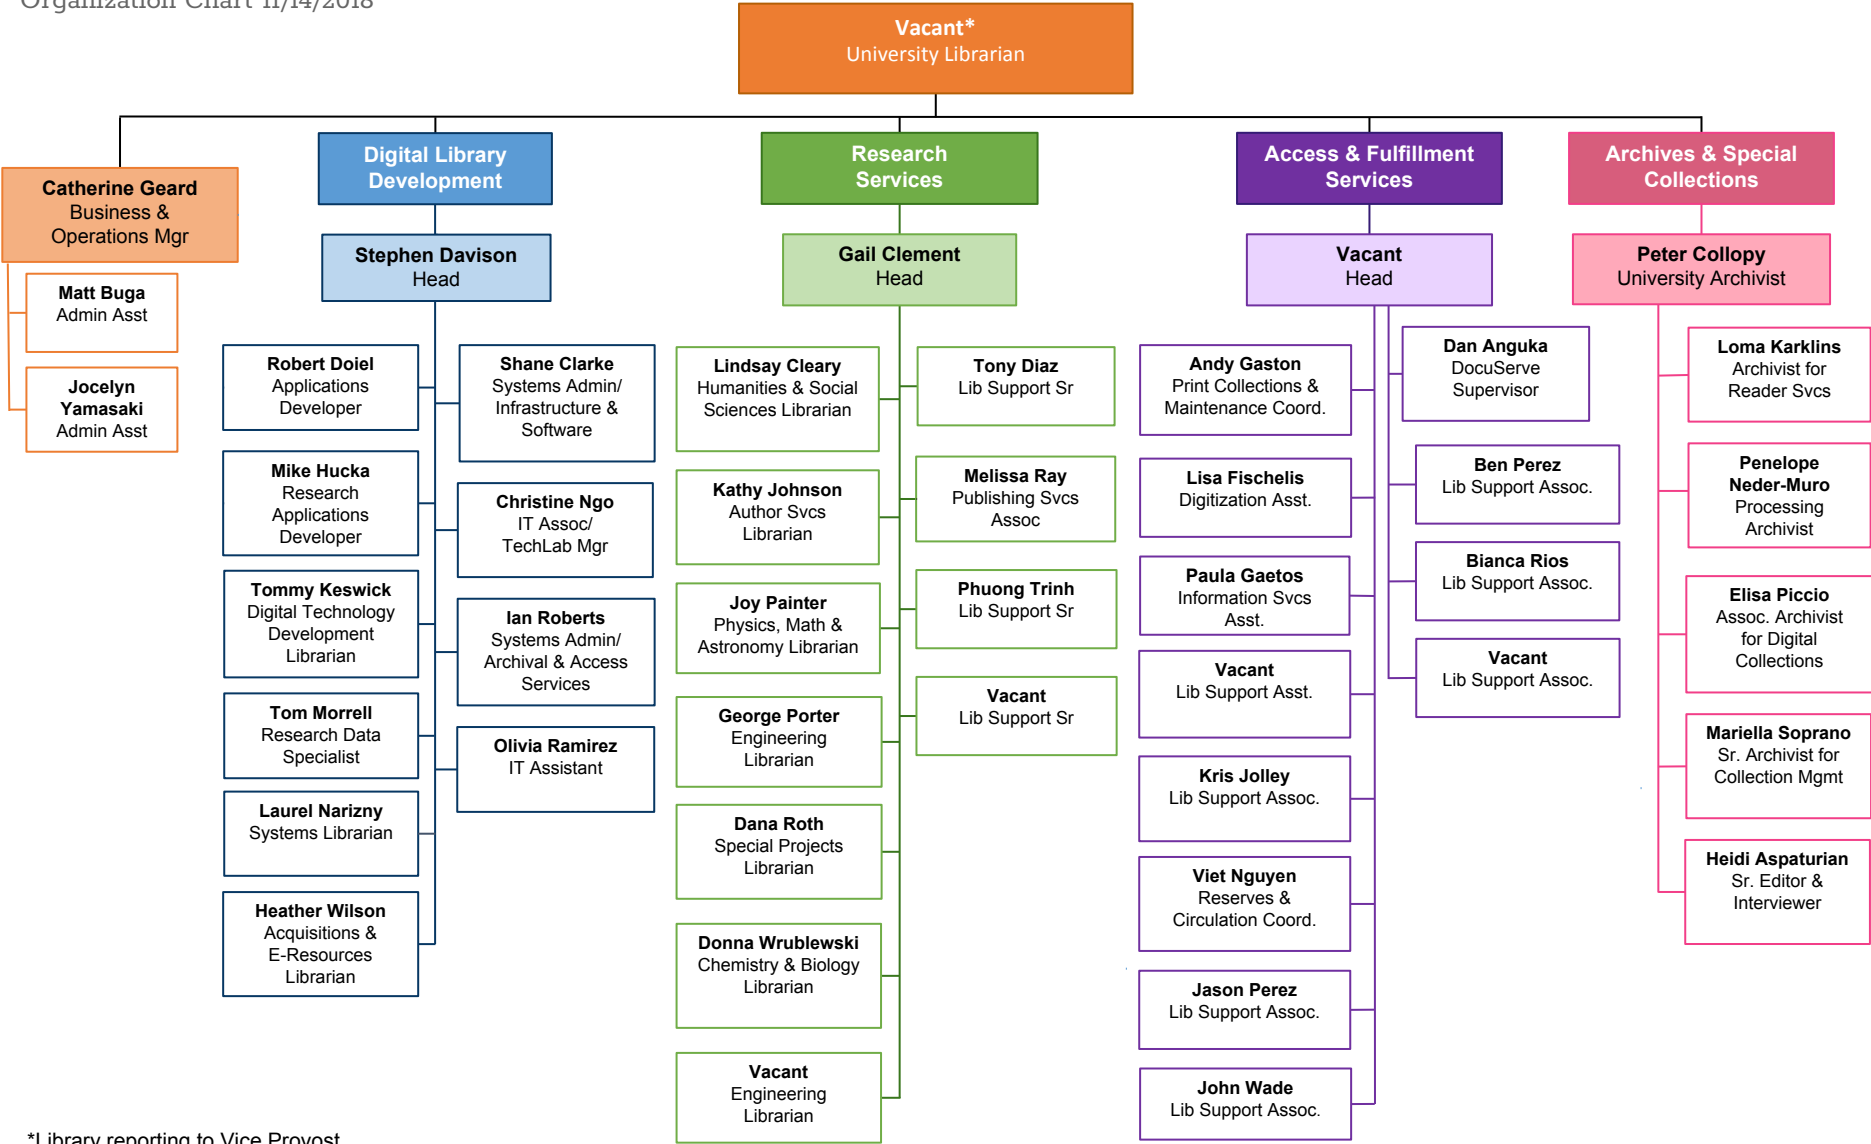 Organization Chart 11/14/2018
Vacant*
University Librarian
Catherine Geard
Business &
Operations Mgr
Matt Buga
Admin Asst
Jocelyn
Yamasaki
Admin Asst
Digital Library
Development
Stephen Davison
Head
Robert Doiel
Applications
Developer
Mike Hucka
Research
Applications
Developer
Tommy Keswick
Digital Technology
Development
Librarian
Tom Morrell
Research Data
Specialist
Laurel Narizny
Systems Librarian
Heather Wilson
Acquisitions &
E-Resources
Librarian
Shane Clarke
Systems Admin/
Infrastructure &
Software
Christine Ngo
IT Assoc/
TechLab Mgr
Ian Roberts
Systems Admin/
Archival & Access
Services
Olivia Ramirez
IT Assistant
Research
Services
Gail Clement
Head
Lindsay Cleary
Humanities & Social
Sciences Librarian
Kathy Johnson
Author Svcs
Librarian
Joy Painter
Physics, Math &
Astronomy Librarian
George Porter
Engineering
Librarian
Dana Roth
Special Projects
Librarian
Donna Wrublewski
Chemistry & Biology
Librarian
Vacant
Engineering
Librarian
Tony Diaz
Lib Support Sr
Melissa Ray
Publishing Svcs
Assoc
Phuong Trinh
Lib Support Sr
Vacant
Lib Support Sr
Access & Fulfillment
Services
Vacant
Head
Andy Gaston
Print Collections &
Maintenance Coord.
Lisa Fischelis
Digitization Asst.
Paula Gaetos
Information Svcs
Asst.
Vacant
Lib Support Asst.
Kris Jolley
Lib Support Assoc.
Viet Nguyen
Reserves &
Circulation Coord.
Jason Perez
Lib Support Assoc.
John Wade
Lib Support Assoc.
Dan Anguka
DocuServe
Supervisor
Ben Perez
Lib Support Assoc.
Bianca Rios
Lib Support Assoc.
Vacant
Lib Support Assoc.
Archives & Special
Collections
Peter Collopy
University Archivist
Loma Karklins
Archivist for
Reader Svcs
Penelope
Neder-Muro
Processing
Archivist
Elisa Piccio
Assoc. Archivist
for Digital
Collections
Mariella Soprano
Sr. Archivist for
Collection Mgmt
Heidi Aspaturian
Sr. Editor &
Interviewer
*Library reporting to Vice Provost